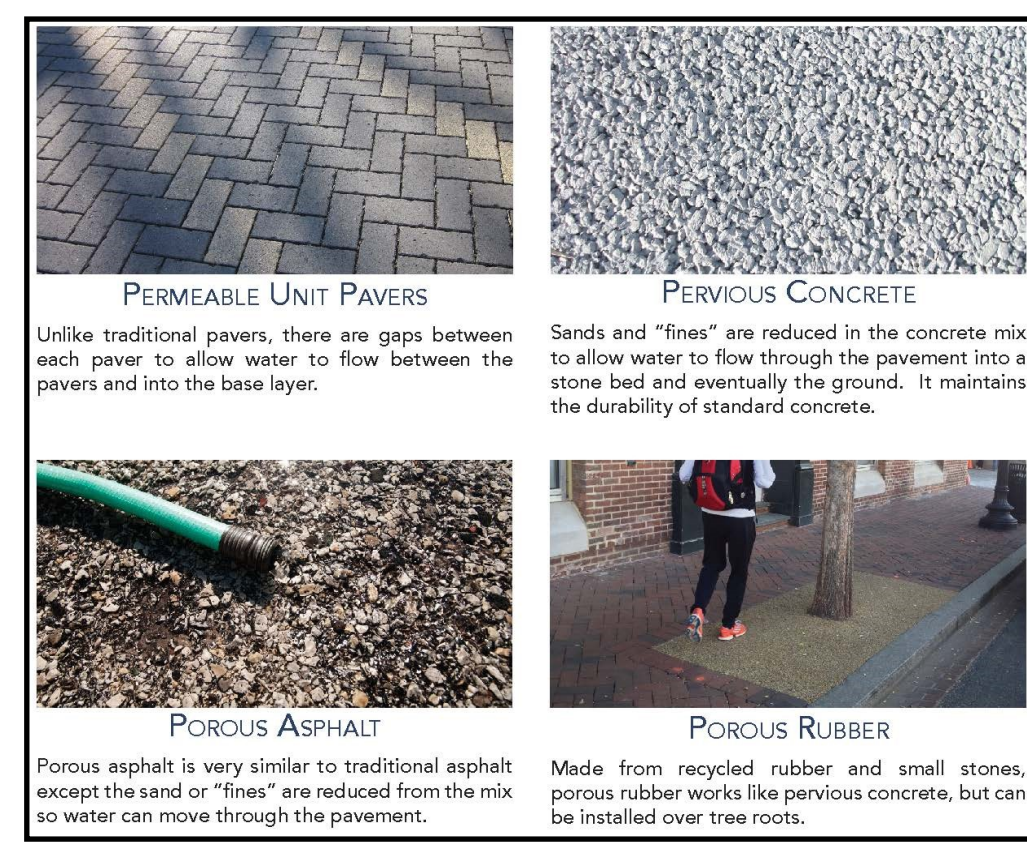 PERMEABLE UNIT PAVERS
Unlike traditional pavers, there are gaps between
each paver to allow water to flow between the
pavers and into the base layer.
PERVIOUS CONCRETE
Sands and "fines" are reduced in the concrete mix
to allow water to flow through the pavement into a
stone bed and eventually the ground. It maintains
the durability of standard concrete.
POROUS ASPHALT
Porous asphalt is very similar to traditional asphalt
except the sand or "fines" are reduced from the mix
so water can move through the pavement.
POROUS RUBBER
Made from recycled rubber and small stones,
porous rubber works like pervious concrete, but can
be installed over tree roots.